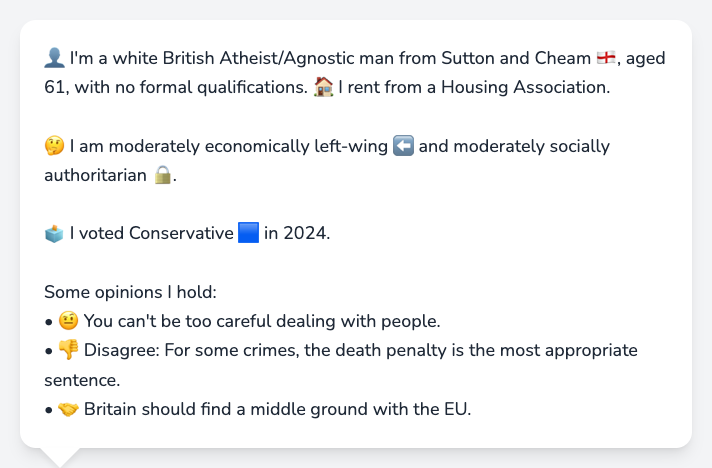 👤 I'm a white British Atheist/Agnostic man from Sutton and Cheam 🏴󠁧󠁢󠁥󠁮󠁧󠁿, aged
61, with no formal qualifications. 🏠 I rent from a Housing Association.
🤔 I am moderately economically left-wing ⬅️ and moderately socially
authoritarian 🔒.
🗳️ I voted Conservative 🟦 in 2024.
Some opinions I hold:
• 🤨 You can't be too careful dealing with people.
• 👎 Disagree: For some crimes, the death penalty is the most appropriate
sentence.
• 🤝 Britain should find a middle ground with the EU.